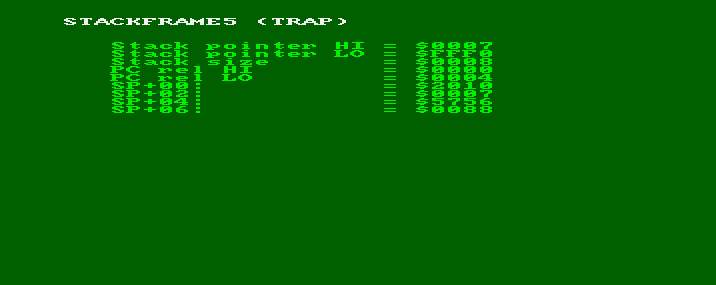 STACKFRAME5 (TRAP)
Stack pointer HI = $0007
Stack pointer LO = $FFF0
Stack size = $0008
PC rel HI = $0000
PC rel LO = $0004
SP+00: = $2010
SP+02: = $0007
SP+04: = $5756
SP+06: = $0088